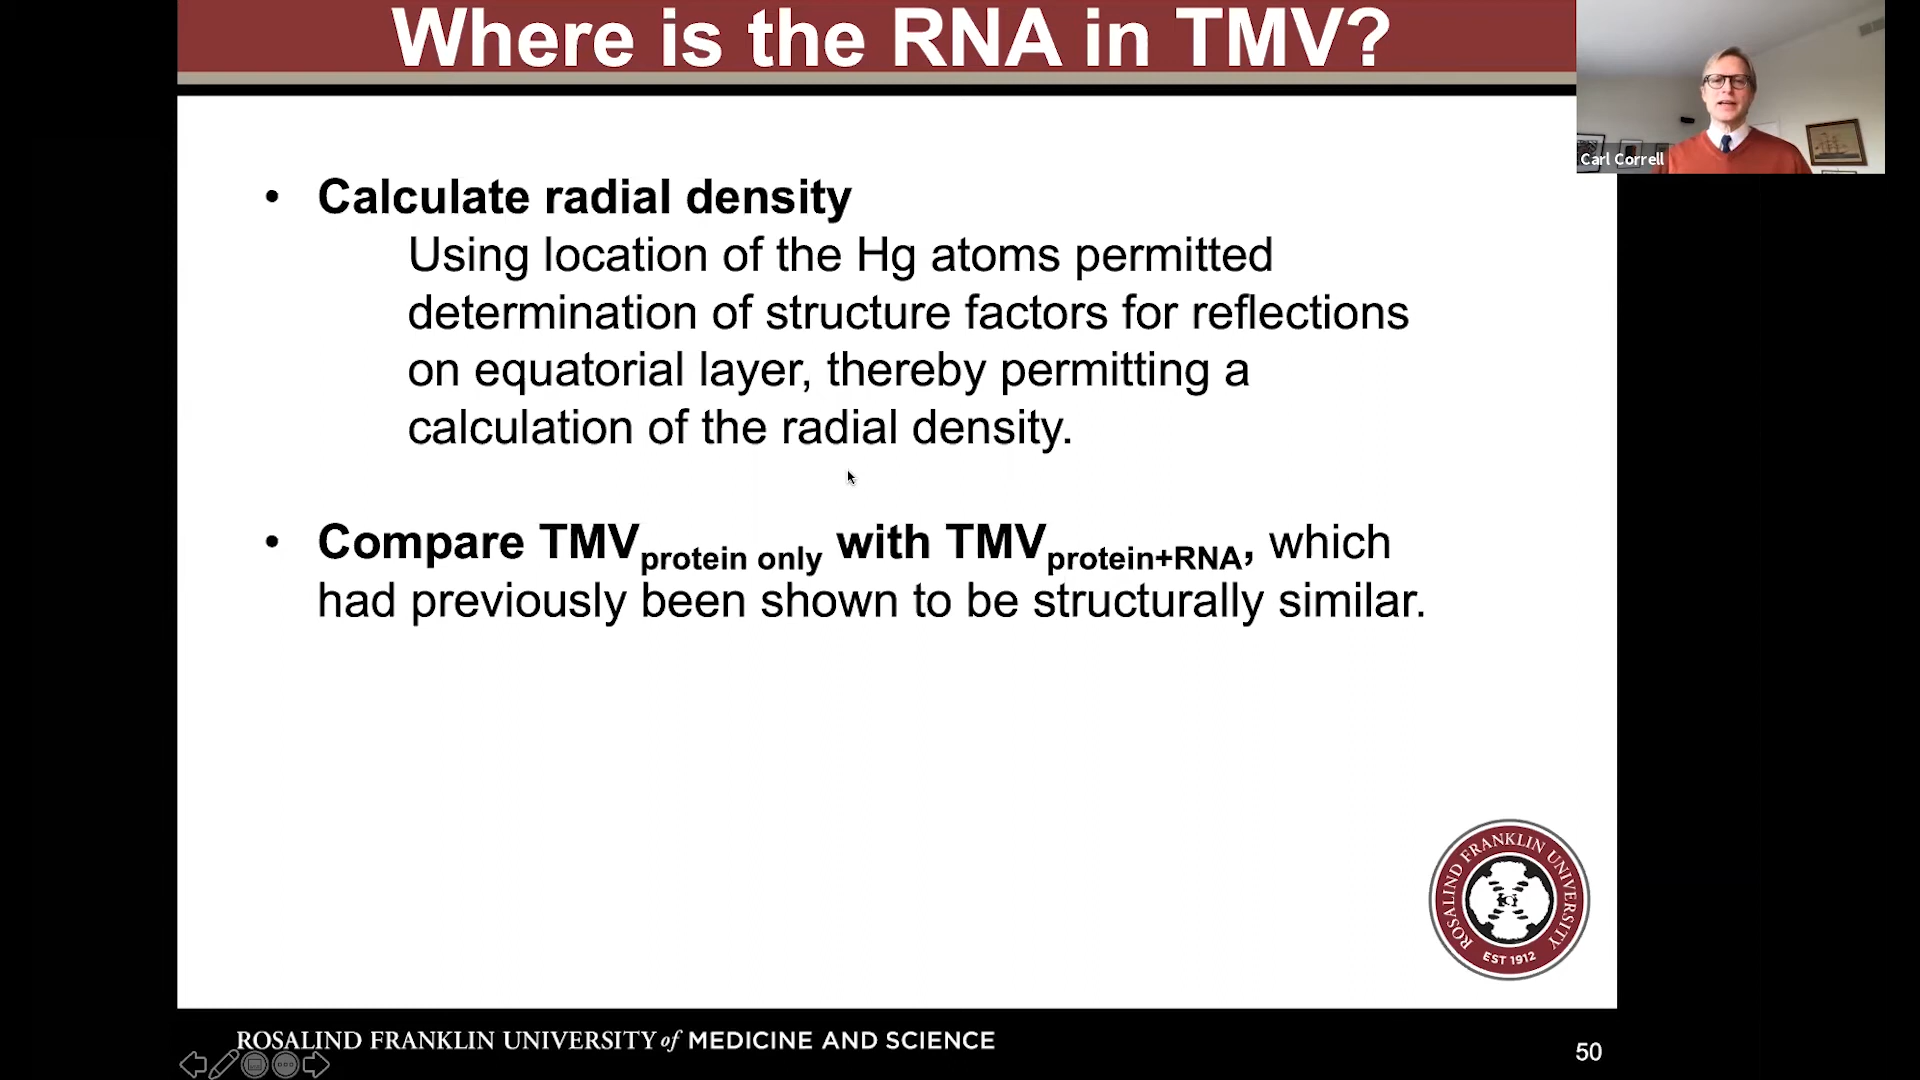 Where is the RNA in TMV?
Carl Correll
• Calculate radial density
Using location of the Hg atoms permitted
determination of structure factors for reflections
on equatorial layer, thereby permitting a
calculation of the radial density.
• Compare TMVprotein only with TMVprotein+RNA, which
had previously been shown to be structurally similar.
ROSALIND FRANKLIN UNIVERSITY
EST 1912
ROSALIND FRANKLIN UNIVERSITY of MEDICINE AND SCIENCE
50